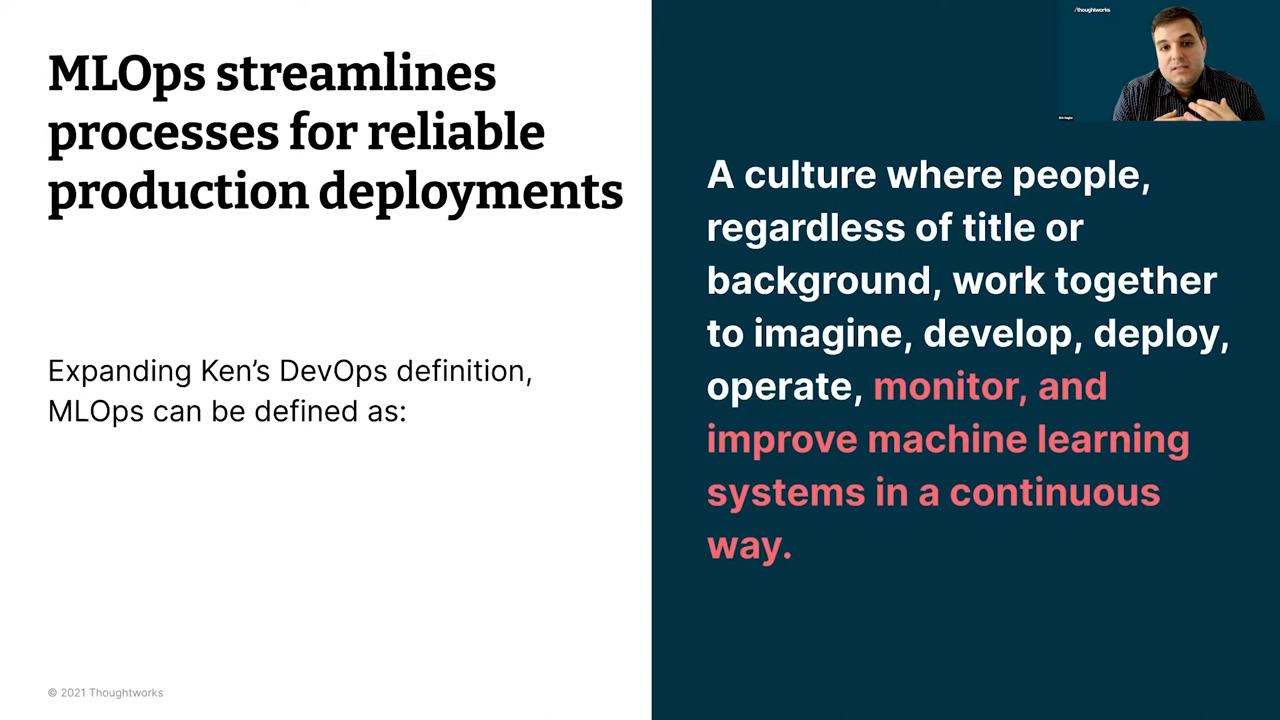 MLOps streamlines
processes for reliable
production deployments
Expanding Ken’s DevOps definition,
MLOps can be defined as:
© 2021 Thoughtworks
/thoughtworks
A culture where people,
regardless of title or
background, work together
to imagine, develop, deploy,
operate, monitor, and
improve machine learning
systems in a continuous
way.